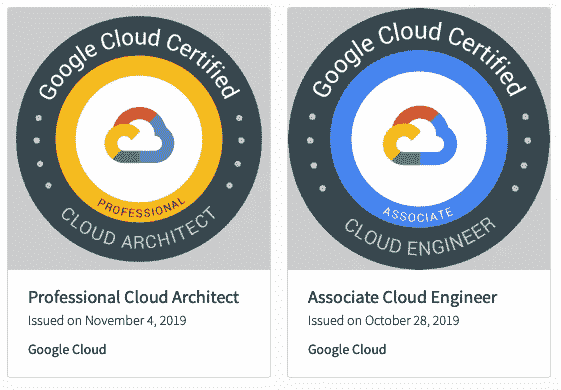 Google Cloud Certified
PROFESSIONAL
CLOUD ARCHITECT
Professional Cloud Architect
Issued on November 4, 2019
Google Cloud
Google Cloud Certified
ASSOCIATE
CLOUD ENGINEER
Associate Cloud Engineer
Issued on October 28, 2019
Google Cloud